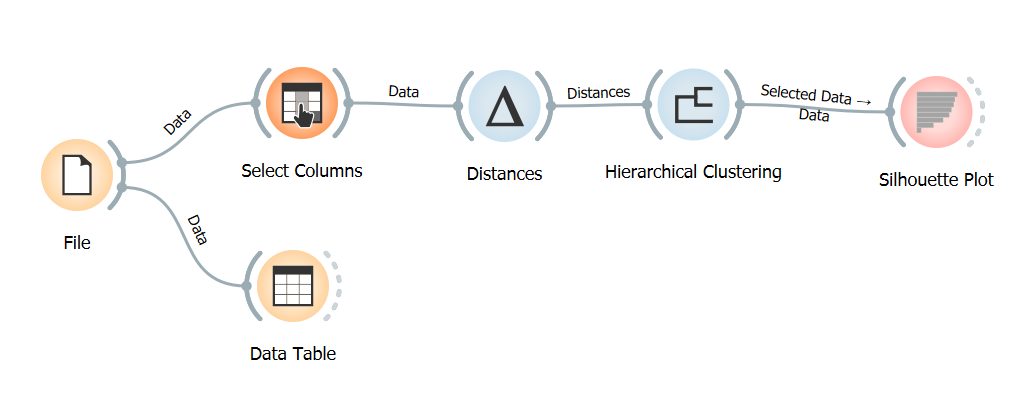 Data
Data
Distances
Selected Data →
Data
Select Columns
Distances
Hierarchical Clustering
Silhouette Plot
File
Data
Data Table